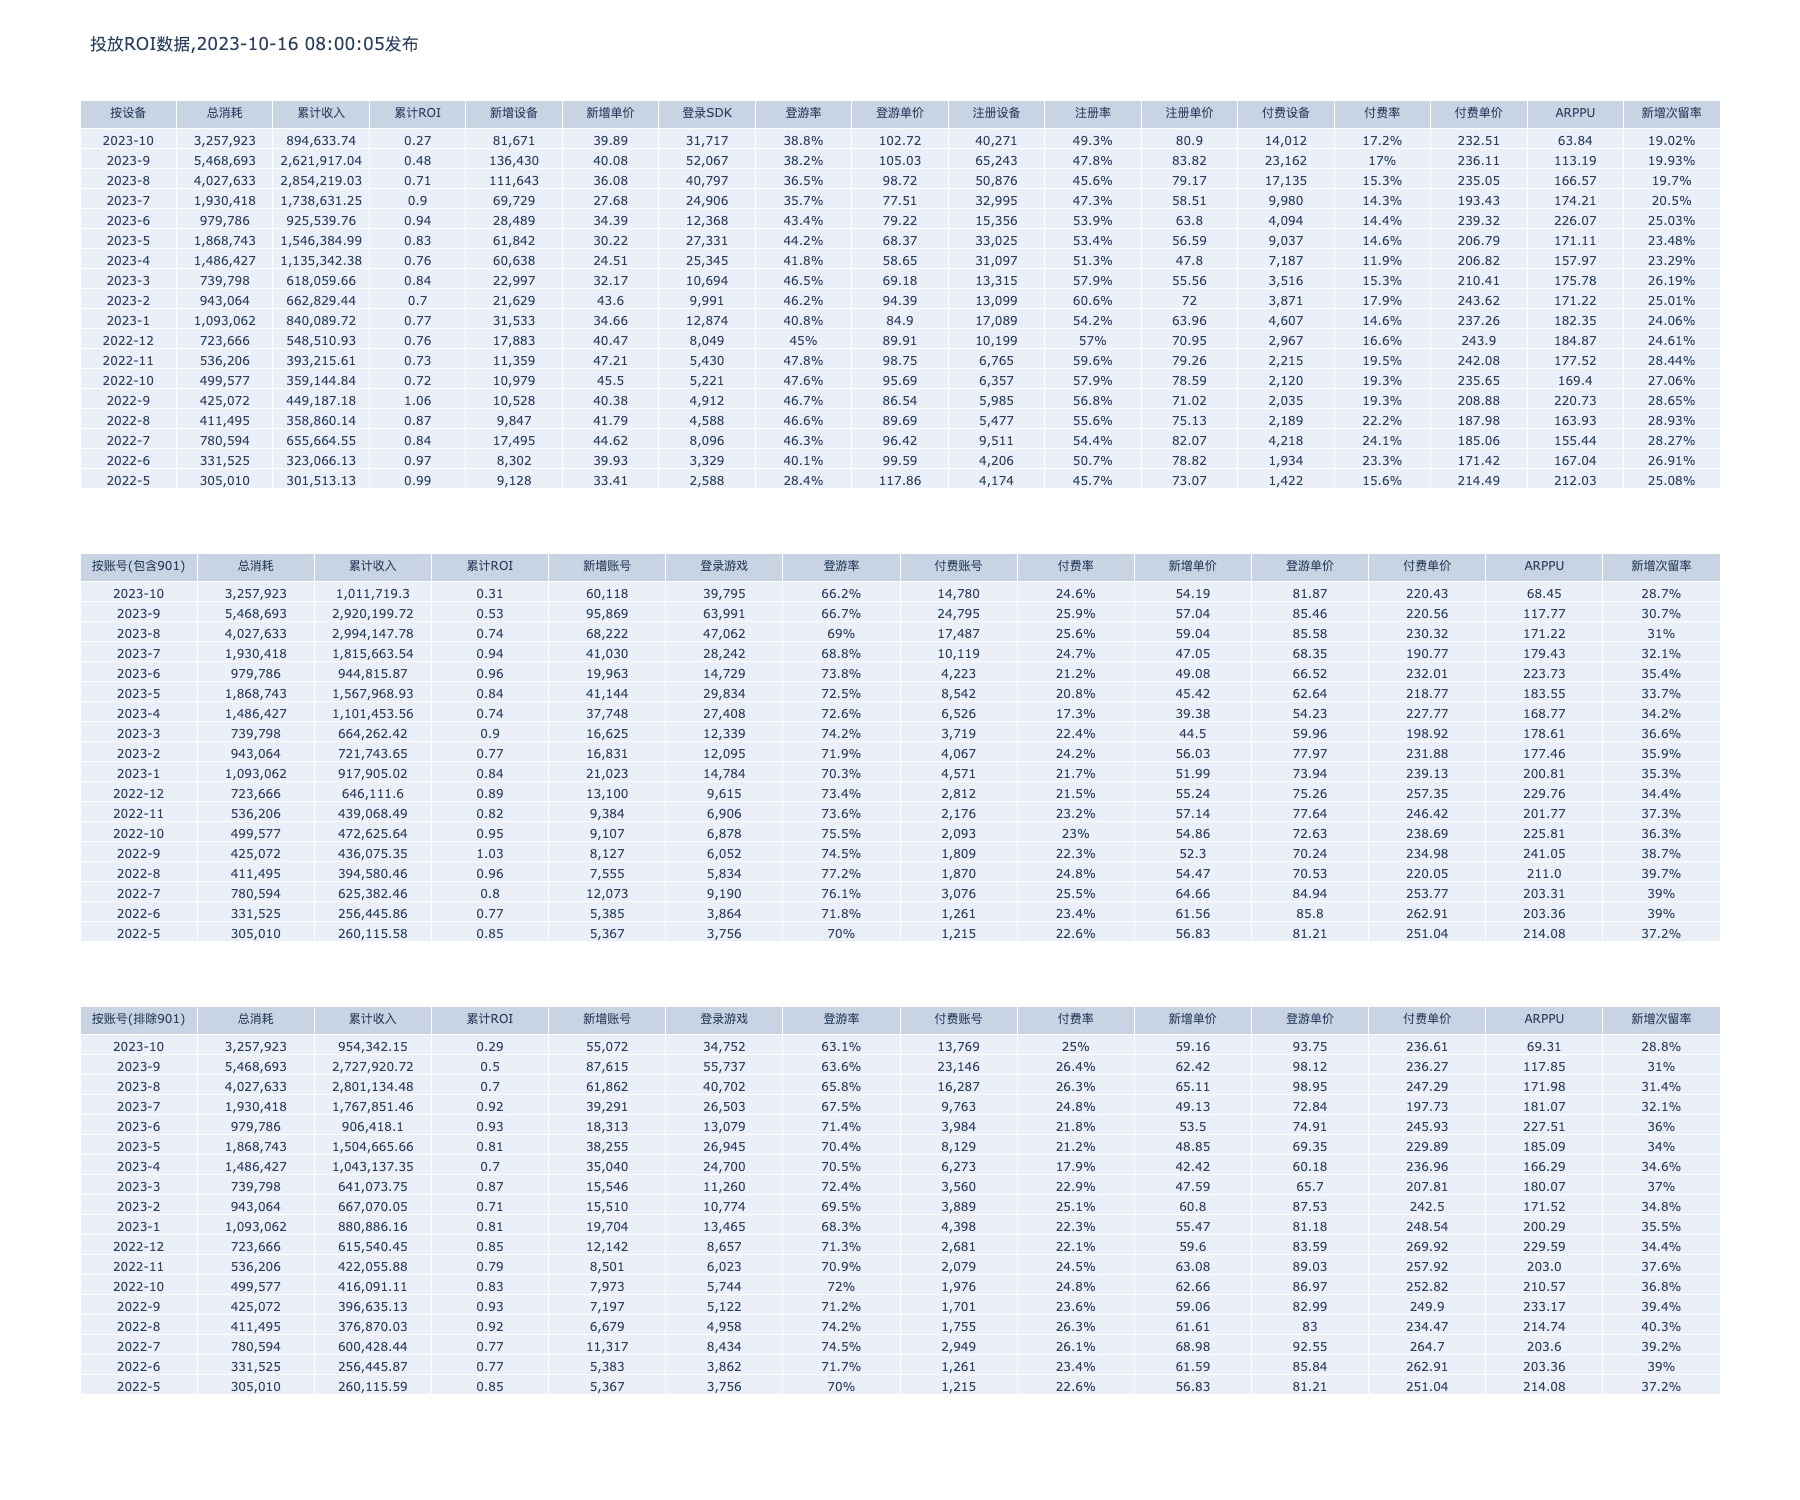 投放ROI数据,2023-10-16 08:00:05发布
按设备 总消耗 累计收入 累计ROI 新增设备 新增单价 登录SDK 登游率 登游单价 注册设备 注册率 注册单价 付费设备 付费率 付费单价 ARPPU 新增次留率
2023-10 3,257,923 894,633.74 0.27 81,671 39.89 31,717 38.8% 102.72 40,271 49.3% 80.9 14,012 17.2% 232.51 63.84 19.02%
2023-9 5,468,693 2,621,917.04 0.48 136,430 40.08 52,067 38.2% 105.03 65,243 47.8% 83.82 23,162 17% 236.11 113.19 19.93%
2023-8 4,027,633 2,854,219.03 0.71 111,643 36.08 40,797 36.5% 98.72 50,876 45.6% 79.17 17,135 15.3% 235.05 166.57 19.7%
2023-7 1,930,418 1,738,631.25 0.9 69,729 27.68 24,906 35.7% 77.51 32,995 47.3% 58.51 9,980 14.3% 193.43 174.21 20.5%
2023-6 979,786 925,539.76 0.94 28,489 34.39 12,368 43.4% 79.22 15,356 53.9% 63.8 4,094 14.4% 239.32 226.07 25.03%
2023-5 1,868,743 1,546,384.99 0.83 61,842 30.22 27,331 44.2% 68.37 33,025 53.4% 56.59 9,037 14.6% 206.79 171.11 23.48%
2023-4 1,486,427 1,135,342.38 0.76 60,638 24.51 25,345 41.8% 58.65 31,097 51.3% 47.8 7,187 11.9% 206.82 157.97 23.29%
2023-3 739,798 618,059.66 0.84 22,997 32.17 10,694 46.5% 69.18 13,315 57.9% 55.56 3,516 15.3% 210.41 175.78 26.19%
2023-2 943,064 662,829.44 0.7 21,629 43.6 9,991 46.2% 94.39 13,099 60.6% 72 3,871 17.9% 243.62 171.22 25.01%
2023-1 1,093,062 840,089.72 0.77 31,533 34.66 12,874 40.8% 84.9 17,089 54.2% 63.96 4,607 14.6% 237.26 182.35 24.06%
2022-12 723,666 548,510.93 0.76 17,883 40.47 8,049 45% 89.91 10,199 57% 70.95 2,967 16.6% 243.9 184.87 24.61%
2022-11 536,206 393,215.61 0.73 11,359 47.21 5,430 47.8% 98.75 6,765 59.6% 79.26 2,215 19.5% 242.08 177.52 28.44%
2022-10 499,577 359,144.84 0.72 10,979 45.5 5,221 47.6% 95.69 6,357 57.9% 78.59 2,120 19.3% 235.65 169.4 27.06%
2022-9 425,072 449,187.18 1.06 10,528 40.38 4,912 46.7% 86.54 5,985 56.8% 71.02 2,035 19.3% 208.88 220.73 28.65%
2022-8 411,495 358,860.14 0.87 9,847 41.79 4,588 46.6% 89.69 5,477 55.6% 75.13 2,189 22.2% 187.98 163.93 28.93%
2022-7 780,594 655,664.55 0.84 17,495 44.62 8,096 46.3% 96.42 9,511 54.4% 82.07 4,218 24.1% 185.06 155.44 28.27%
2022-6 331,525 323,066.13 0.97 8,302 39.93 3,329 40.1% 99.59 4,206 50.7% 78.82 1,934 23.3% 171.42 167.04 26.91%
2022-5 305,010 301,513.13 0.99 9,128 33.41 2,588 28.4% 117.86 4,174 45.7% 73.07 1,422 15.6% 214.49 212.03 25.08%
按账号(包含901) 总消耗 累计收入 累计ROI 新增账号 登录游戏 登游率 付费账号 付费率 新增单价 登游单价 付费单价 ARPPU 新增次留率
2023-10 3,257,923 1,011,719.3 0.31 60,118 39,795 66.2% 14,780 24.6% 54.19 81.87 220.43 68.45 28.7%
2023-9 5,468,693 2,920,199.72 0.53 95,869 63,991 66.7% 24,795 25.9% 57.04 85.46 220.56 117.77 30.7%
2023-8 4,027,633 2,994,147.78 0.74 68,222 47,062 69% 17,487 25.6% 59.04 85.58 230.32 171.22 31%
2023-7 1,930,418 1,815,663.54 0.94 41,030 28,242 68.8% 10,119 24.7% 47.05 68.35 190.77 179.43 32.1%
2023-6 979,786 944,815.87 0.96 19,963 14,729 73.8% 4,223 21.2% 49.08 66.52 232.01 223.73 35.4%
2023-5 1,868,743 1,567,968.93 0.84 41,144 29,834 72.5% 8,542 20.8% 45.42 62.64 218.77 183.55 33.7%
2023-4 1,486,427 1,101,453.56 0.74 37,748 27,408 72.6% 6,526 17.3% 39.38 54.23 227.77 168.77 34.2%
2023-3 739,798 664,262.42 0.9 16,625 12,339 74.2% 3,719 22.4% 44.5 59.96 198.92 178.61 36.6%
2023-2 943,064 721,743.65 0.77 16,831 12,095 71.9% 4,067 24.2% 56.03 77.97 231.88 177.46 35.9%
2023-1 1,093,062 917,905.02 0.84 21,023 14,784 70.3% 4,571 21.7% 51.99 73.94 239.13 200.81 35.3%
2022-12 723,666 646,111.6 0.89 13,100 9,615 73.4% 2,812 21.5% 55.24 75.26 257.35 229.76 34.4%
2022-11 536,206 439,068.49 0.82 9,384 6,906 73.6% 2,176 23.2% 57.14 77.64 246.42 201.77 37.3%
2022-10 499,577 472,625.64 0.95 9,107 6,878 75.5% 2,093 23% 54.86 72.63 238.69 225.81 36.3%
2022-9 425,072 436,075.35 1.03 8,127 6,052 74.5% 1,809 22.3% 52.3 70.24 234.98 241.05 38.7%
2022-8 411,495 394,580.46 0.96 7,555 5,834 77.2% 1,870 24.8% 54.47 70.53 220.05 211.0 39.7%
2022-7 780,594 625,382.46 0.8 12,073 9,190 76.1% 3,076 25.5% 64.66 84.94 253.77 203.31 39%
2022-6 331,525 256,445.86 0.77 5,385 3,864 71.8% 1,261 23.4% 61.56 85.8 262.91 203.36 39%
2022-5 305,010 260,115.58 0.85 5,367 3,756 70% 1,215 22.6% 56.83 81.21 251.04 214.08 37.2%
按账号(排除901) 总消耗 累计收入 累计ROI 新增账号 登录游戏 登游率 付费账号 付费率 新增单价 登游单价 付费单价 ARPPU 新增次留率
2023-10 3,257,923 954,342.15 0.29 55,072 34,752 63.1% 13,769 25% 59.16 93.75 236.61 69.31 28.8%
2023-9 5,468,693 2,727,920.72 0.5 87,615 55,737 63.6% 23,146 26.4% 62.42 98.12 236.27 117.85 31%
2023-8 4,027,633 2,801,134.48 0.7 61,862 40,702 65.8% 16,287 26.3% 65.11 98.95 247.29 171.98 31.4%
2023-7 1,930,418 1,767,851.46 0.92 39,291 26,503 67.5% 9,763 24.8% 49.13 72.84 197.73 181.07 32.1%
2023-6 979,786 906,418.1 0.93 18,313 13,079 71.4% 3,984 21.8% 53.5 74.91 245.93 227.51 36%
2023-5 1,868,743 1,504,665.66 0.81 38,255 26,945 70.4% 8,129 21.2% 48.85 69.35 229.89 185.09 34%
2023-4 1,486,427 1,043,137.35 0.7 35,040 24,700 70.5% 6,273 17.9% 42.42 60.18 236.96 166.29 34.6%
2023-3 739,798 641,073.75 0.87 15,546 11,260 72.4% 3,560 22.9% 47.59 65.7 207.81 180.07 37%
2023-2 943,064 667,070.05 0.71 15,510 10,774 69.5% 3,889 25.1% 60.8 87.53 242.5 171.52 34.8%
2023-1 1,093,062 880,886.16 0.81 19,704 13,465 68.3% 4,398 22.3% 55.47 81.18 248.54 200.29 35.5%
2022-12 723,666 615,540.45 0.85 12,142 8,657 71.3% 2,681 22.1% 59.6 83.59 269.92 229.59 34.4%
2022-11 536,206 422,055.88 0.79 8,501 6,023 70.9% 2,079 24.5% 63.08 89.03 257.92 203.0 37.6%
2022-10 499,577 416,091.11 0.83 7,973 5,744 72% 1,976 24.8% 62.66 86.97 252.82 210.57 36.8%
2022-9 425,072 396,635.13 0.93 7,197 5,122 71.2% 1,701 23.6% 59.06 82.99 249.9 233.17 39.4%
2022-8 411,495 376,870.03 0.92 6,679 4,958 74.2% 1,755 26.3% 61.61 83 234.47 214.74 40.3%
2022-7 780,594 600,428.44 0.77 11,317 8,434 74.5% 2,949 26.1% 68.98 92.55 264.7 203.6 39.2%
2022-6 331,525 256,445.87 0.77 5,383 3,862 71.7% 1,261 23.4% 61.59 85.84 262.91 203.36 39%
2022-5 305,010 260,115.59 0.85 5,367 3,756 70% 1,215 22.6% 56.83 81.21 251.04 214.08 37.2%